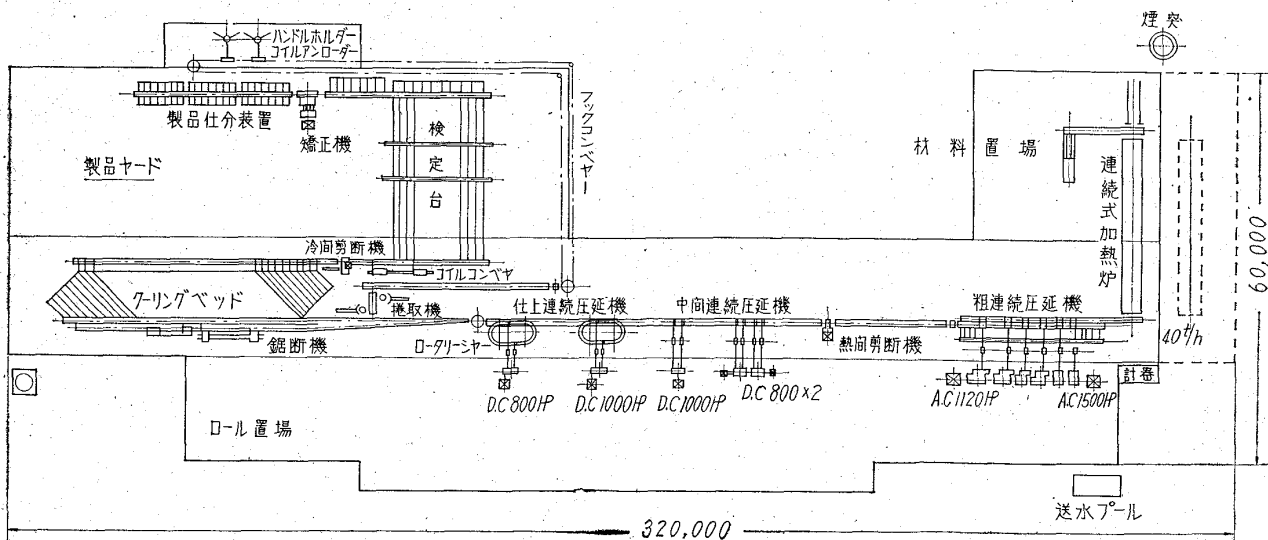 煙突
ハンドルホルダー
コイルアンローダー
製品仕分装置
矯正機
検定台
フックコンベヤー
材料置場
連続式加熱炉
製品ヤード
冷間剪断機
コイルコンベヤ
クーリングベッド
捲取機
仕上連続圧延機
中間連続圧延機
粗連続圧延機
鋸断機
ロータリーシャー
熱間剪断機
40t/h
60,000
計器
D.C 800HP
D.C 1000HP
D.C 1000HP
D.C 800×2
A.C 1120HP
A.C 1500HP
ロール置場
送水プール
320,000